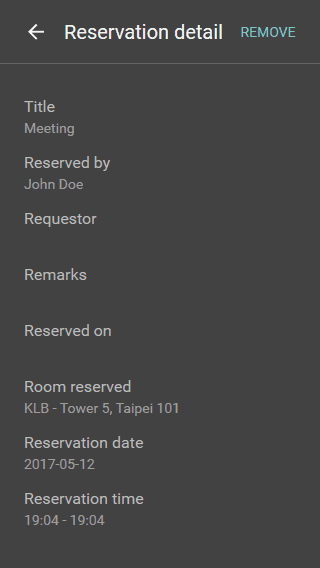 Reservation detail REMOVE
Title
Meeting
Reserved by
John Doe
Requestor
Remarks
Reserved on
Room reserved
KLB - Tower 5, Taipei 101
Reservation date
2017-05-12
Reservation time
19:04 - 19:04